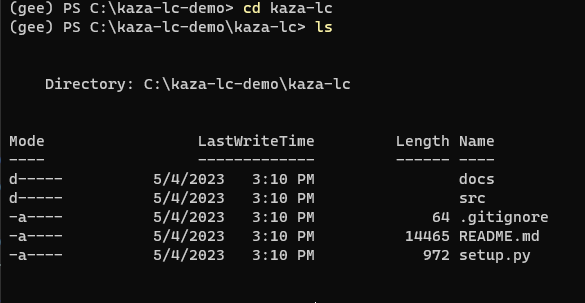 (gee) PS C:\kaza-lc-demo> cd kaza-lc
(gee) PS C:\kaza-lc-demo\kaza-lc> ls
Directory: C:\kaza-lc-demo\kaza-lc
Mode LastWriteTime Length Name
---- ------------- ------ ----
d----- 5/4/2023 3:10 PM docs
d----- 5/4/2023 3:10 PM src
-a---- 5/4/2023 3:10 PM 64 .gitignore
-a---- 5/4/2023 3:10 PM 14465 README.md
-a---- 5/4/2023 3:10 PM 972 setup.py